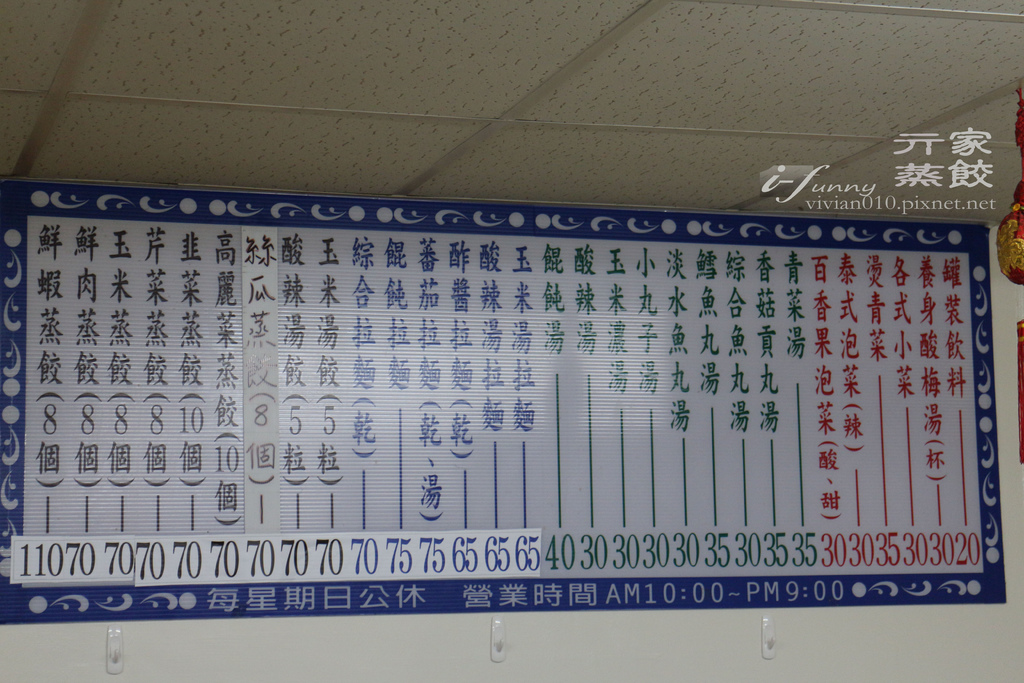 亓家
蒸餃
i-Funny
vivian010.pixnet.net
鮮蝦蒸餃(8個) 110
鮮肉蒸餃(8個) 70
玉米蒸餃(8個) 70
芹菜蒸餃(8個) 70
韭菜蒸餃(10個) 70
高麗菜蒸餃(10個) 70
絲瓜蒸餃(8個) 70
酸辣湯餃(5粒) 70
玉米湯餃(5粒) 70
綜合拉麵(乾) 70
餛飩拉麵 75
蕃茄拉麵(乾、湯) 75
酢醬拉麵(乾) 65
酸辣湯拉麵 65
玉米湯拉麵 65
餛飩湯 40
酸辣湯 30
玉米濃湯 30
小丸子湯 30
淡水魚丸湯 30
鱈魚丸湯 35
綜合魚丸湯 30
香菇貢丸湯 35
青菜湯 35
百香果泡菜(酸、甜) 30
泰式泡菜(辣) 30
燙青菜 35
各式小菜 30
養身酸梅湯(杯) 30
罐裝飲料 20
每星期日公休 營業時間AM10:00~PM9:00